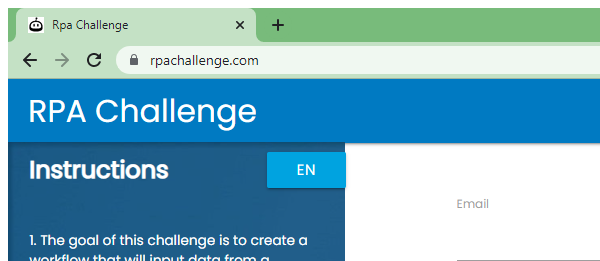 Rpa Challenge
rpachallenge.com
RPA Challenge
Instructions
EN
Email
1. The goal of this challenge is to create a
workflow that will input data from a